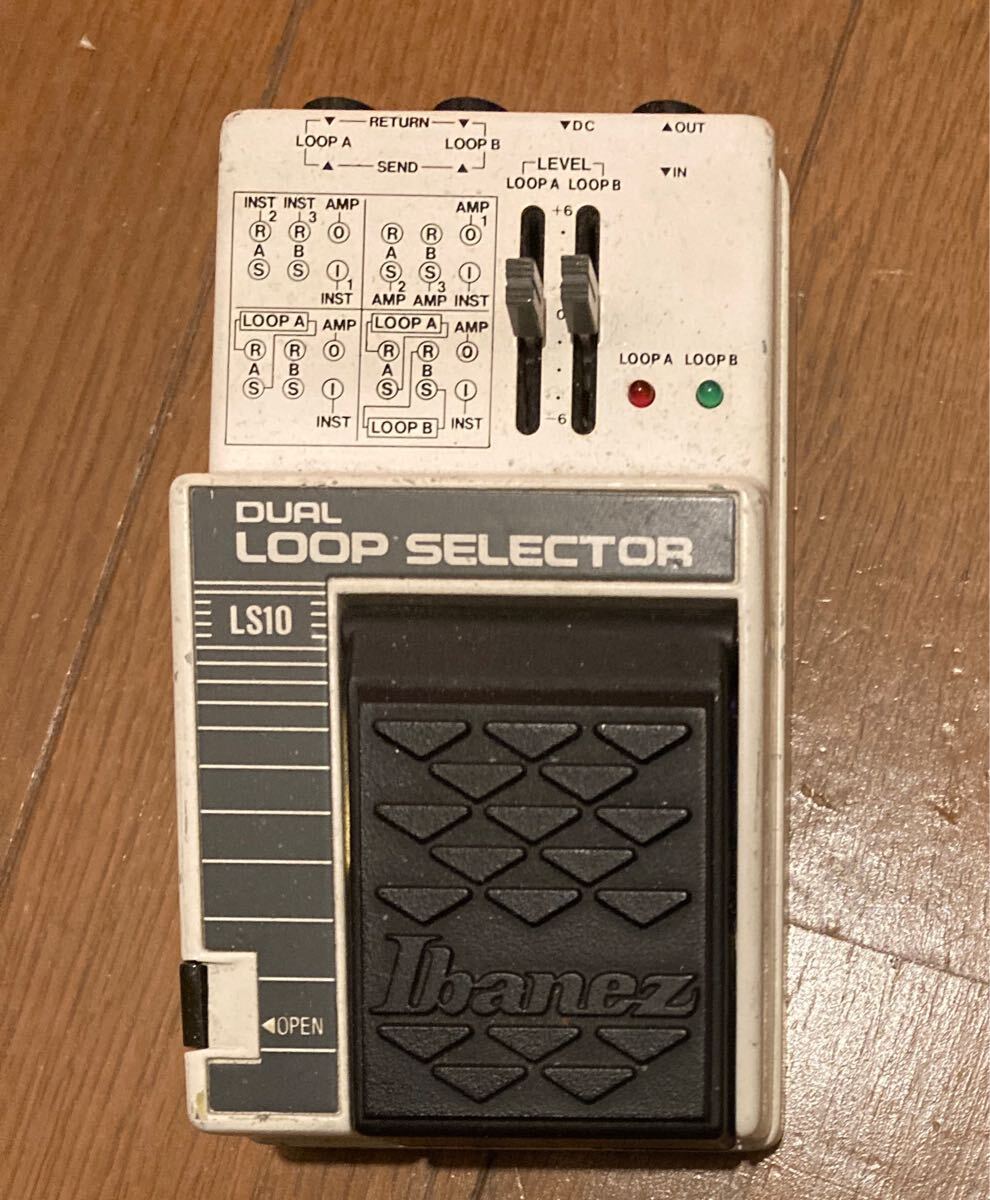 ▼ RETURN ▼ ▼DC ▲OUT
LOOP A LOOP B
▲ SEND ▲ ▼IN
LEVEL
LOOP A LOOP B
+6
0
−6
INST 2 INST 3 AMP
R R O
A B
S S I
1
INST
AMP 1
R R O
A B
S S I
2 3
AMP AMP INST
LOOP A AMP
R R O
A B
S S I
INST
LOOP A AMP
R R O
A B
S S I
LOOP B INST
LOOP A LOOP B
DUAL
LOOP SELECTOR
LS10
Ibanez
◀OPEN